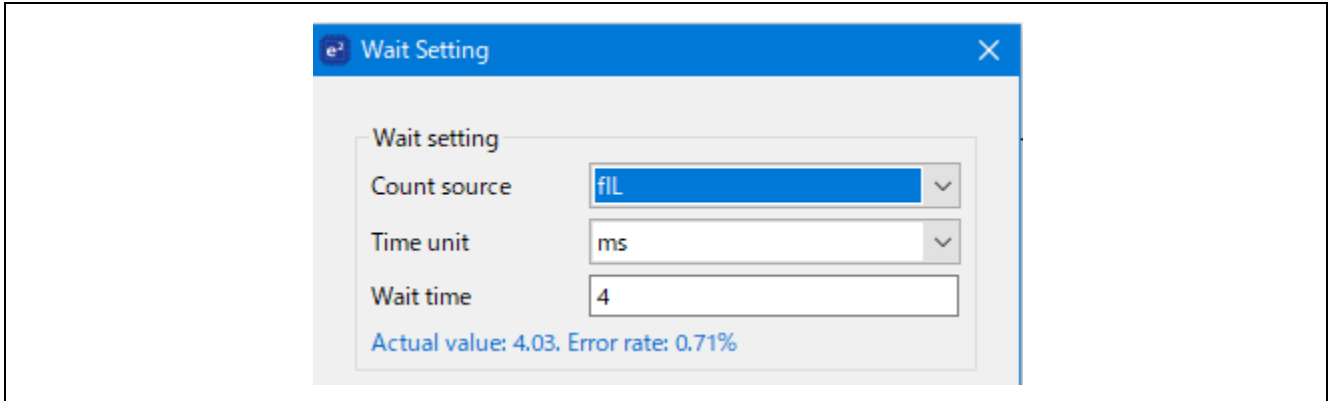 e² Wait Setting
Wait setting
Count source fIL
Time unit ms
Wait time 4
Actual value: 4.03. Error rate: 0.71%